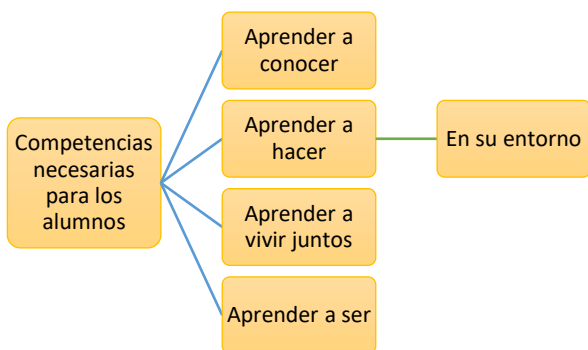 Competencias
necesarias
para los
alumnos
Aprender a
conocer
Aprender a
hacer
En su entorno
Aprender a
vivir juntos
Aprender a ser